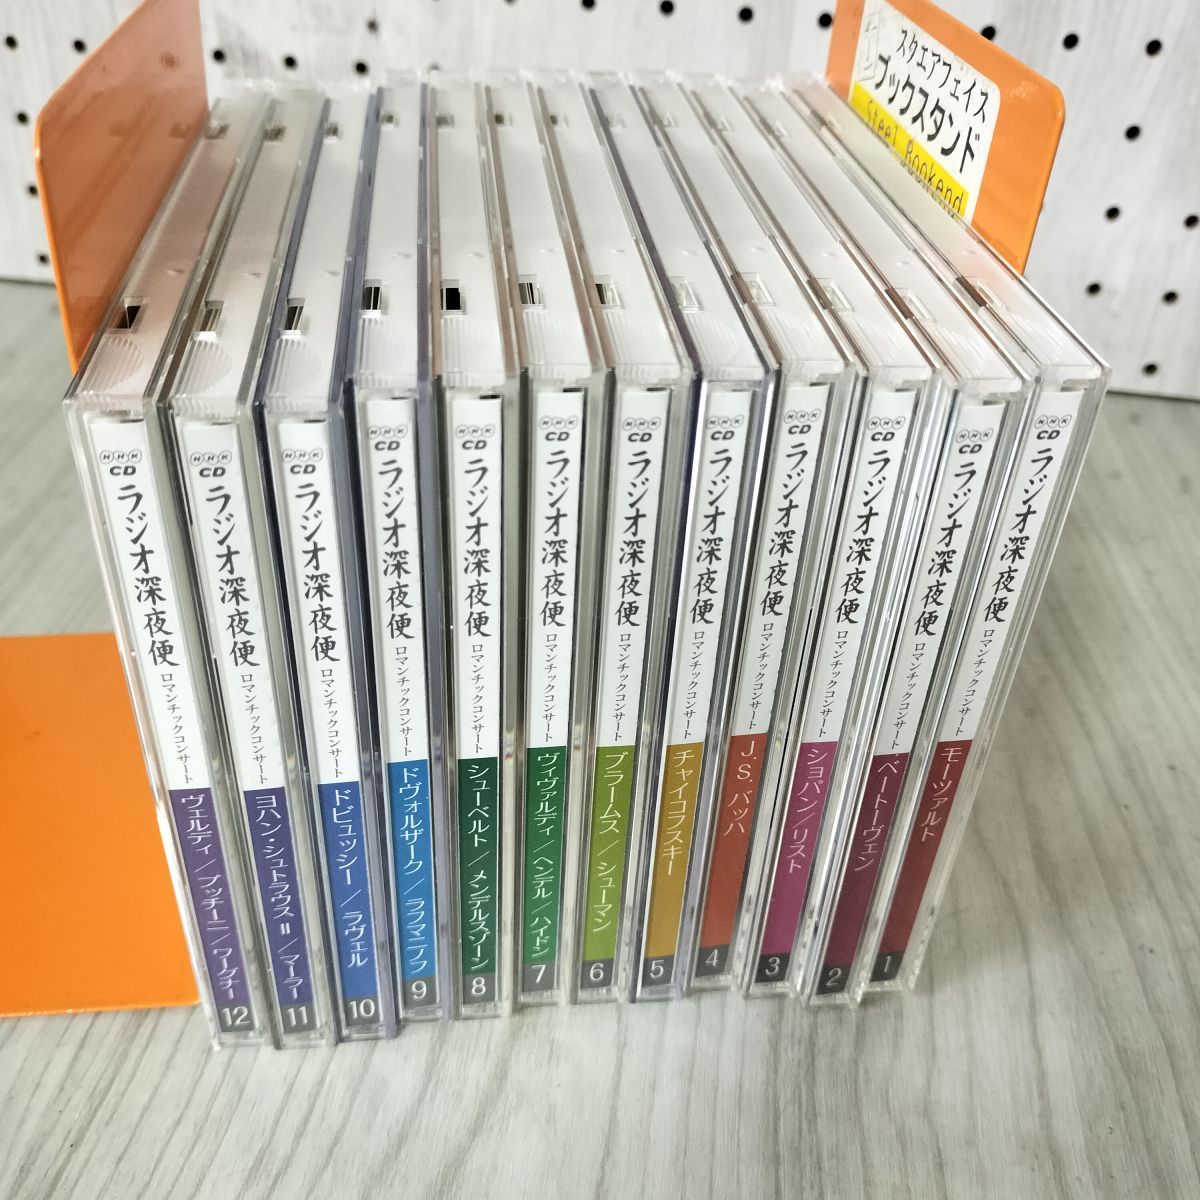 スクエアフェイス
ブックスタンド
Steel Bookend
NHK
CD
ラジオ深夜便 ロマンチックコンサート
ヴェルディ/プッチーニ/ワーグナー
12
NHK
CD
ラジオ深夜便 ロマンチックコンサート
ヨハン・シュトラウスⅡ/マーラー
11
NHK
CD
ラジオ深夜便 ロマンチックコンサート
ドビュッシー/ラヴェル
10
NHK
CD
ラジオ深夜便 ロマンチックコンサート
ドヴォルザーク/ラフマニノフ
9
NHK
CD
ラジオ深夜便 ロマンチックコンサート
シューベルト/メンデルスゾーン
8
NHK
CD
ラジオ深夜便 ロマンチックコンサート
ヴィヴァルディ/ヘンデル/ハイドン
7
NHK
CD
ラジオ深夜便 ロマンチックコンサート
ブラームス/シューマン
6
NHK
CD
ラジオ深夜便 ロマンチックコンサート
チャイコフスキー
5
NHK
CD
ラジオ深夜便 ロマンチックコンサート
J.S.バッハ
4
NHK
CD
ラジオ深夜便 ロマンチックコンサート
ショパン/リスト
3
NHK
CD
ラジオ深夜便 ロマンチックコンサート
ベートーヴェン
2
NHK
CD
ラジオ深夜便 ロマンチックコンサート
モーツァルト
1